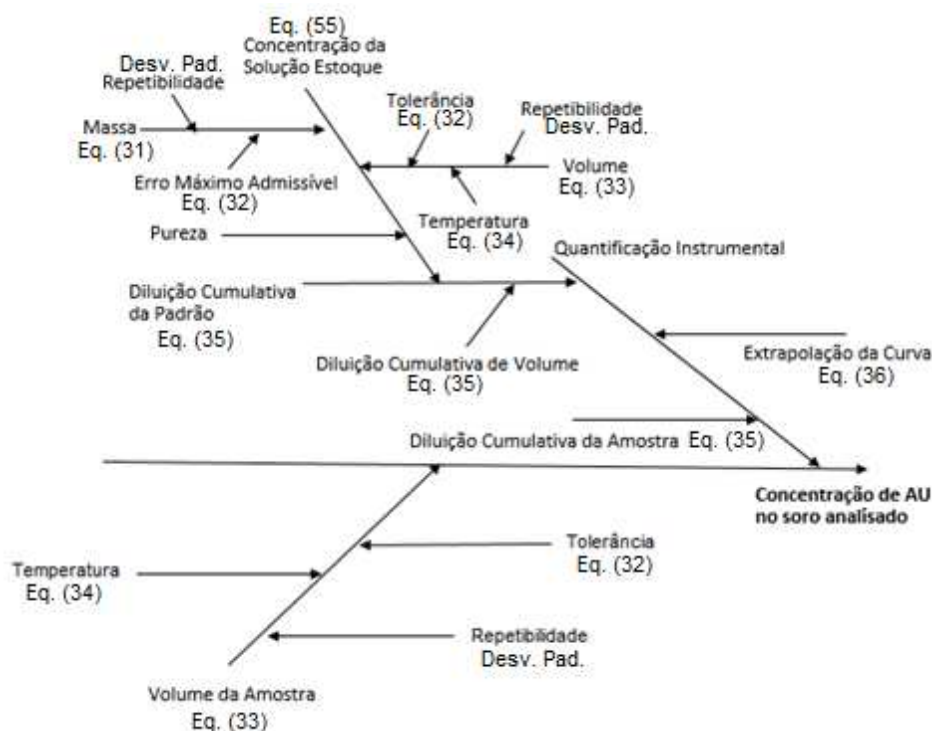 Eq. (55)
Concentração da
Solução Estoque
Desv. Pad.
Repetibilidade
Massa
Eq. (31)
Erro Máximo Admissível
Eq. (32)
Tolerância
Eq. (32)
Repetibilidade
Desv. Pad.
Volume
Eq. (33)
Temperatura
Eq. (34)
Pureza
Quantificação Instrumental
Diluição Cumulativa
da Padrão
Eq. (35)
Diluição Cumulativa de Volume
Eq. (35)
Extrapolação da Curva
Eq. (36)
Diluição Cumulativa da Amostra Eq. (35)
Concentração de AU
no soro analisado
Tolerância
Eq. (32)
Temperatura
Eq. (34)
Repetibilidade
Desv. Pad.
Volume da Amostra
Eq. (33)